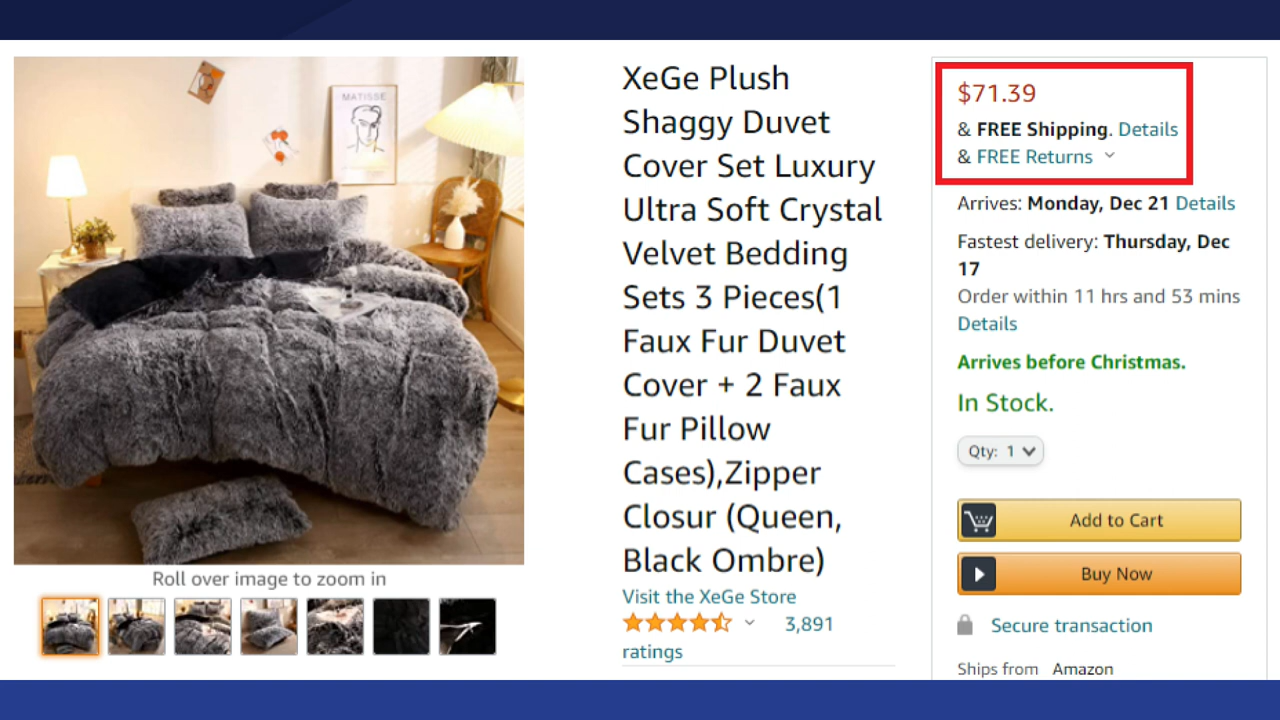 MATISSE
Roll over image to zoom in
XeGe Plush
Shaggy Duvet
Cover Set Luxury
Ultra Soft Crystal
Velvet Bedding
Sets 3 Pieces(1
Faux Fur Duvet
Cover + 2 Faux
Fur Pillow
Cases),Zipper
Closur (Queen,
Black Ombre)
Visit the XeGe Store
3,891
ratings
$71.39
& FREE Shipping. Details
& FREE Returns
Arrives: Monday, Dec 21 Details
Fastest delivery: Thursday, Dec
17
Order within 11 hrs and 53 mins
Details
Arrives before Christmas.
In Stock.
Qty: 1
Add to Cart
Buy Now
Secure transaction
Ships from Amazon